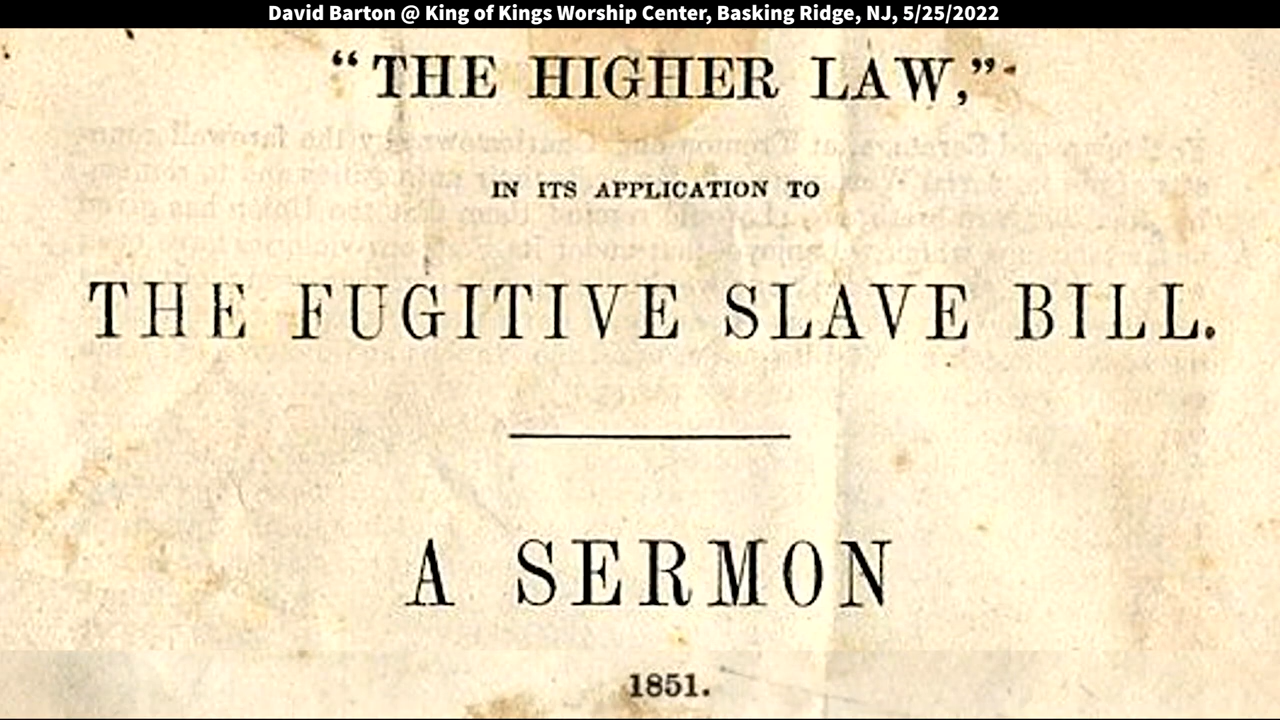 David Barton @ King of Kings Worship Center, Basking Ridge, NJ, 5/25/2022
“THE HIGHER LAW,”
IN ITS APPLICATION TO
THE FUGITIVE SLAVE BILL.
A SERMON
1851.